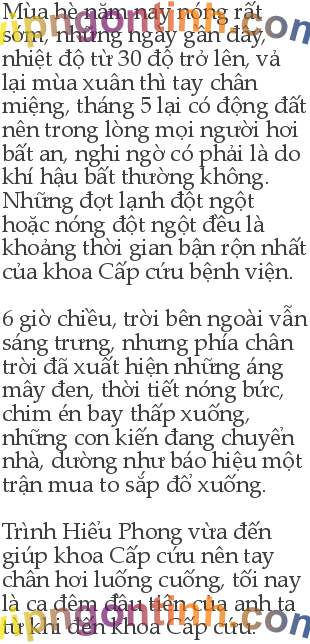 Mùa hè năm nay nóng rất
sớm, những ngày gần đây,
nhiệt độ từ 30 độ trở lên, vả
lại mùa xuân thì tay chân
miệng, tháng 5 lại có động đất
nên trong lòng mọi người hơi
bất an, nghi ngờ có phải là do
khí hậu bất thường không.
Những đợt lạnh đột ngột
hoặc nóng đột ngột đều là
khoảng thời gian bận rộn nhất
của khoa Cấp cứu bệnh viện.
6 giờ chiều, trời bên ngoài vẫn
sáng trưng, nhưng phía chân
trời đã xuất hiện những áng
mây đen, thời tiết nóng bức,
chim én bay thấp xuống,
những con kiến đang chuyển
nhà, dường như báo hiệu một
trận mưa to sắp đổ xuống.
Trình Hiểu Phong vừa đến
giúp khoa Cấp cứu nên tay
chân hơi luống cuống, tối nay
là ca đêm đầu tiên của anh ta
từ khi đến khoa Cấp cứu.